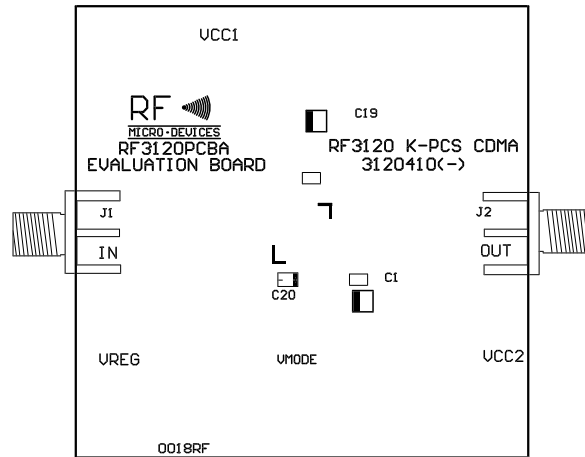 VCC1
RF
MICRO·DEVICES
RF3120PCBA
EVALUATION BOARD
C19
RF3120 K-PCS CDMA
3120410(-)
J1
J2
IN
OUT
C20
C1
VREG
VMODE
VCC2
0018RF